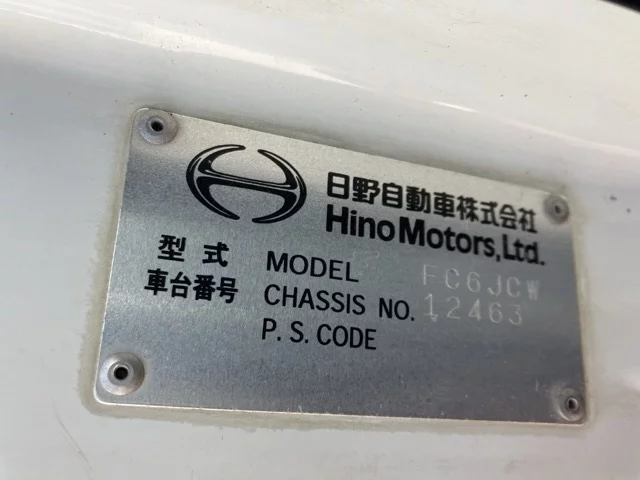 日野自動車株式会社
Hino Motors, Ltd.
型式 MODEL FC6JCW
車台番号 CHASSIS NO. 12463
P.S. CODE